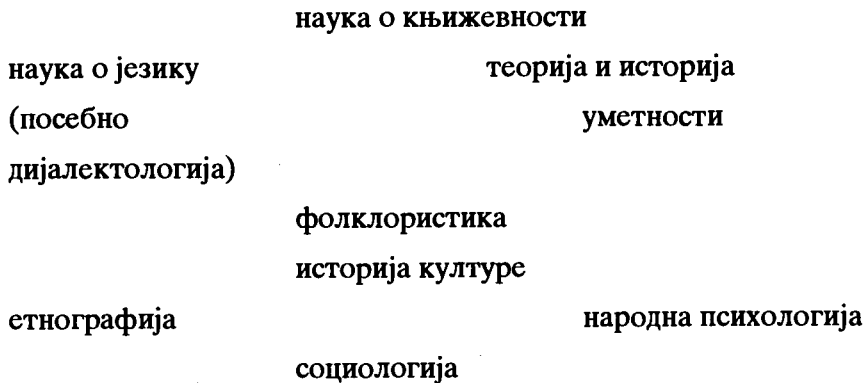 наука о књижевности
наука о језику теорија и историја
(посебно уметности
дијалектологија)
фолклористика
историја културе
етнографија народна психологија
социологија